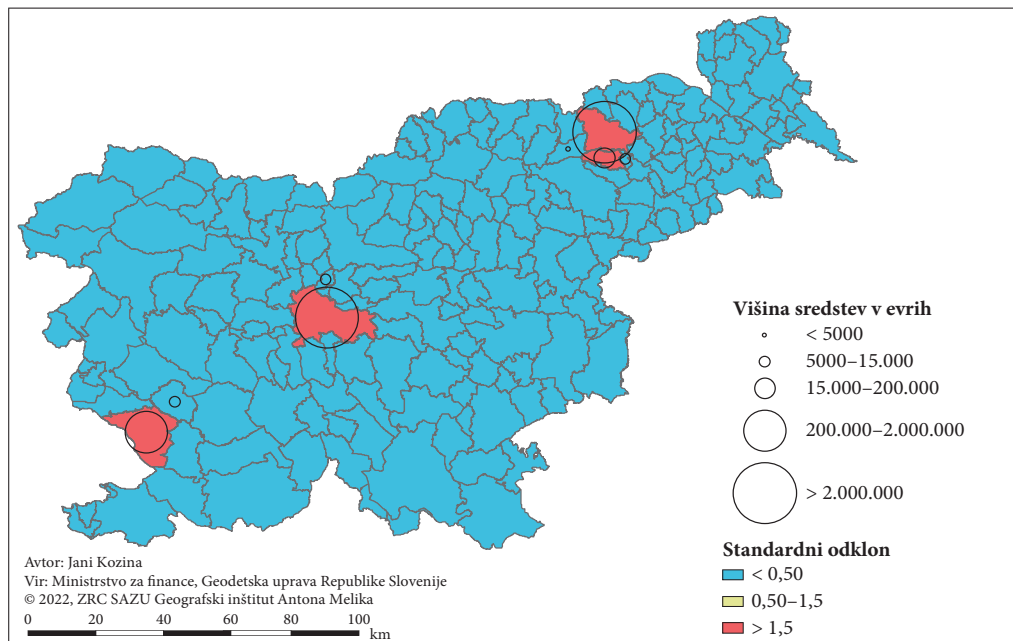 Višina sredstev v evrih
< 5000
5000–15.000
15.000–200.000
200.000–2.000.000
> 2.000.000
Standardni odklon
< 0,50
0,50–1,5
> 1,5
Avtor: Jani Kozina
Vir: Ministrstvo za finance, Geodetska uprava Republike Slovenije
© 2022, ZRC SAZU Geografski inštitut Antona Melika
0 20 40 60 80 100
km